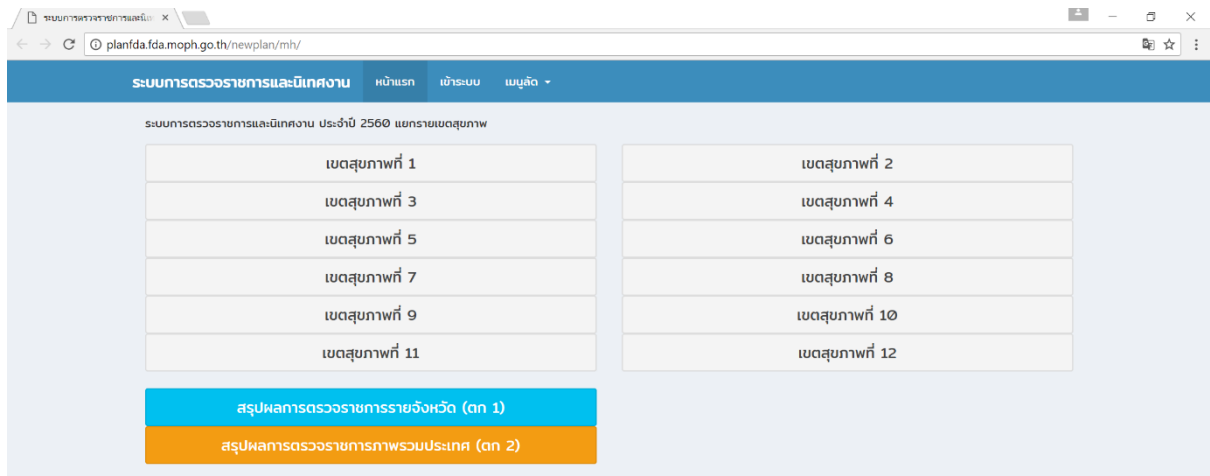 ระบบการตรวจราชการและนิเ
planfda.fda.moph.go.th/newplan/mh/
ระบบการตรวจราชการและนิเทศงาน หน้าแรก เข้าระบบ เมนูลัด
ระบบการตรวจราชการและนิเทศงาน ประจำปี 2560 แยกรายเขตสุขภาพ
เขตสุขภาพที่ 1 เขตสุขภาพที่ 2
เขตสุขภาพที่ 3 เขตสุขภาพที่ 4
เขตสุขภาพที่ 5 เขตสุขภาพที่ 6
เขตสุขภาพที่ 7 เขตสุขภาพที่ 8
เขตสุขภาพที่ 9 เขตสุขภาพที่ 10
เขตสุขภาพที่ 11 เขตสุขภาพที่ 12
สรุปผลการตรวจราชการรายจังหวัด (ตก 1)
สรุปผลการตรวจราชการภาพรวมประเทศ (ตก 2)